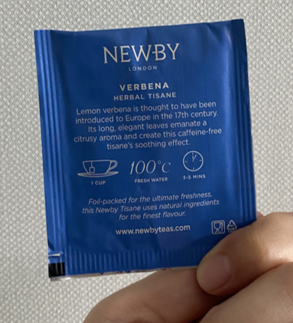 NEWBY
LONDON
VERBENA
HERBAL TISANE
Lemon verbena is thought to have been
introduced to Europe in the 17th century.
Its long, elegant leaves emanate a
citrusy aroma and create this caffeine-free
tisane's soothing effect.
1 CUP
100°C
FRESH WATER
3-5 MINS
Foil-packed for the ultimate freshness,
this Newby Tisane uses natural ingredients
for the finest flavour.
www.newbyteas.com